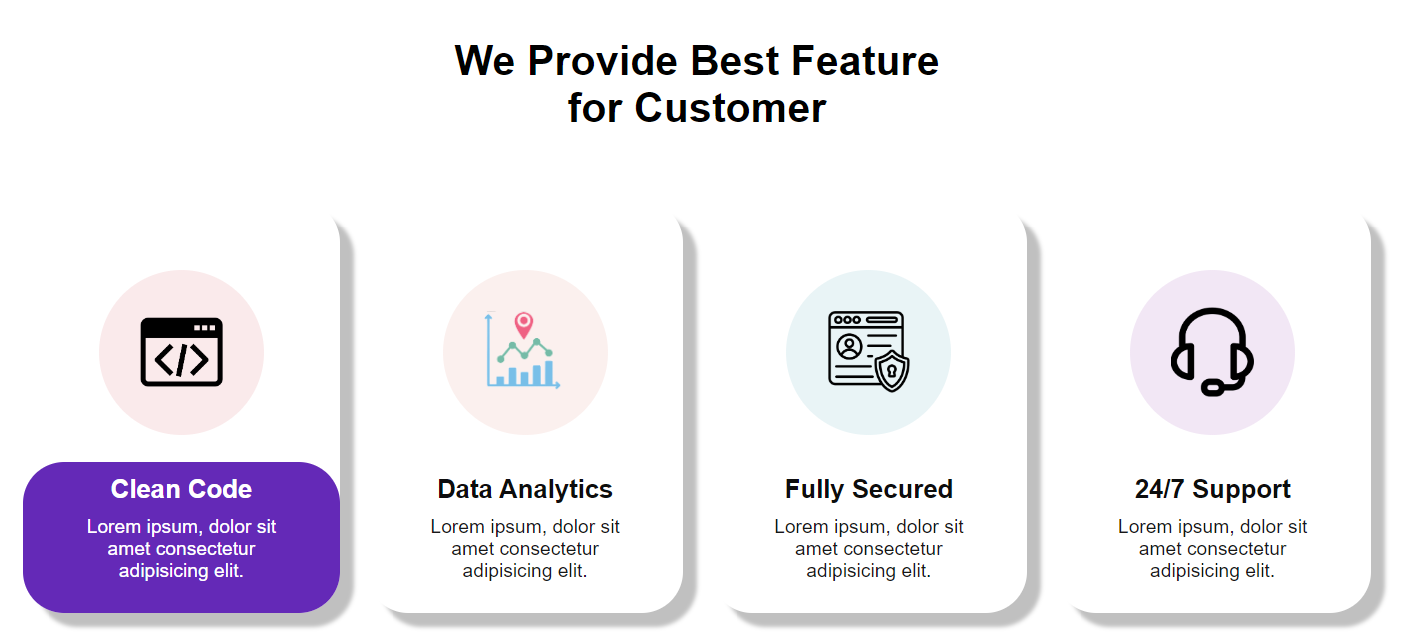 We Provide Best Feature
for Customer
Clean Code
Lorem ipsum, dolor sit
amet consectetur
adipisicing elit.
Data Analytics
Lorem ipsum, dolor sit
amet consectetur
adipisicing elit.
Fully Secured
Lorem ipsum, dolor sit
amet consectetur
adipisicing elit.
24/7 Support
Lorem ipsum, dolor sit
amet consectetur
adipisicing elit.